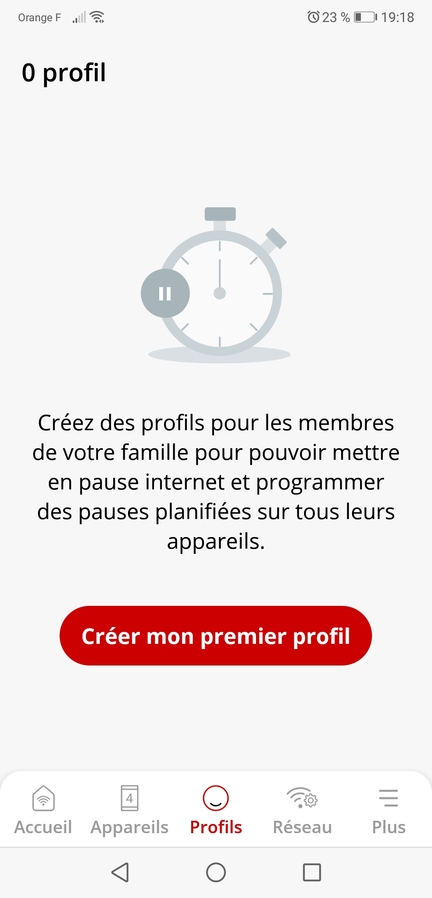 Orange F 23 % 19:18
0 profil
Créez des profils pour les membres
de votre famille pour pouvoir mettre
en pause internet et programmer
des pauses planifiées sur tous leurs
appareils.
Créer mon premier profil
4
Accueil Appareils Profils Réseau Plus